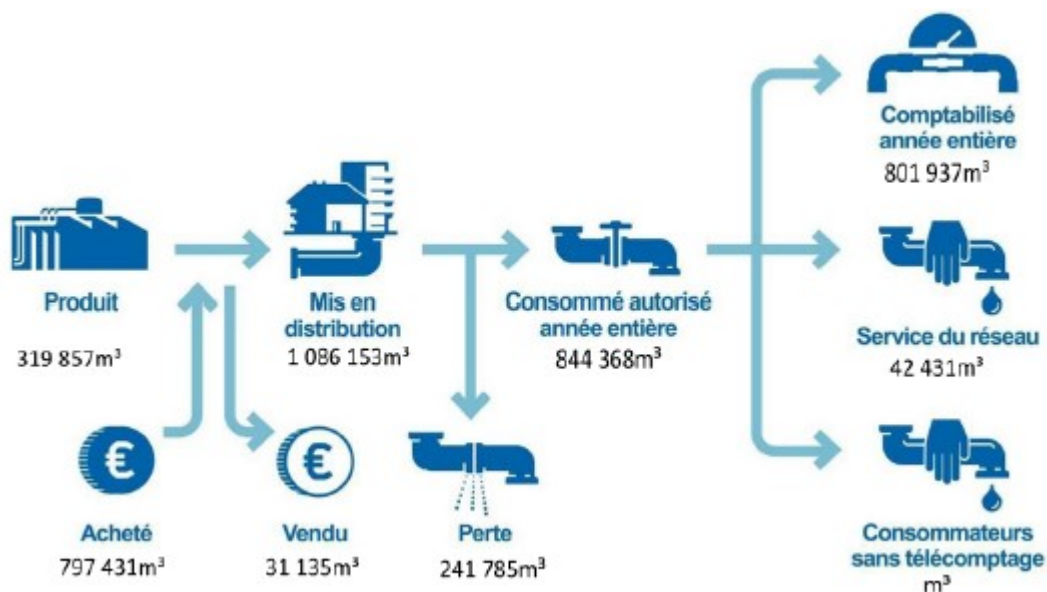 Comptabilisé
année entière
801 937m³
Produit
319 857m³
Mis en
distribution
1 086 153m³
Consommé autorisé
année entière
844 368m³
Service du réseau
42 431m³
€
Acheté
797 431m³
€
Vendu
31 135m³
Perte
241 785m³
Consommateurs
sans télécomptage
m³